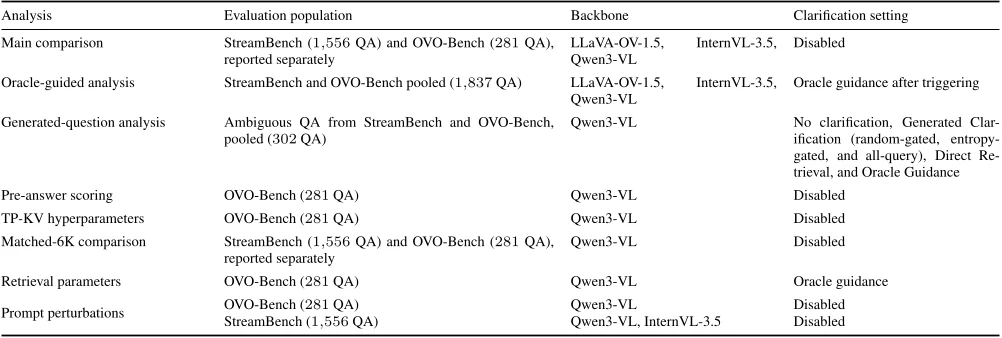 Analysis Evaluation population Backbone Clarification setting
Main comparison StreamBench (1,556 QA) and OVO-Bench (281 QA), LLaVA-OV-1.5, InternVL-3.5, Disabled
reported separately Qwen3-VL
Oracle-guided analysis StreamBench and OVO-Bench pooled (1,837 QA) LLaVA-OV-1.5, InternVL-3.5, Oracle guidance after triggering
Qwen3-VL
Generated-question analysis Ambiguous QA from StreamBench and OVO-Bench, Qwen3-VL No clarification, Generated Clar-
pooled (302 QA) ification (random-gated, entropy-
gated, and all-query), Direct Re-
trieval, and Oracle Guidance
Pre-answer scoring OVO-Bench (281 QA) Qwen3-VL Disabled
TP-KV hyperparameters OVO-Bench (281 QA) Qwen3-VL Disabled
Matched-6K comparison StreamBench (1,556 QA) and OVO-Bench (281 QA), Qwen3-VL Disabled
reported separately
Retrieval parameters OVO-Bench (281 QA) Qwen3-VL Oracle guidance
Prompt perturbations OVO-Bench (281 QA) Qwen3-VL Disabled
StreamBench (1,556 QA) Qwen3-VL, InternVL-3.5 Disabled